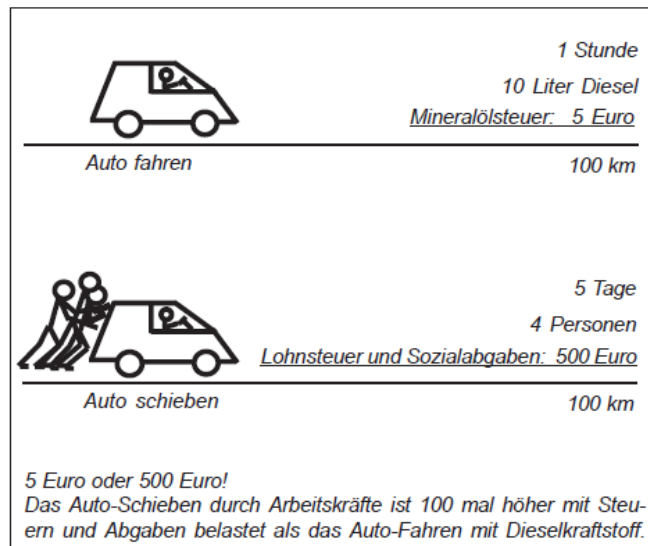 1 Stunde
10 Liter Diesel
Mineralölsteuer: 5 Euro
Auto fahren
100 km
5 Tage
4 Personen
Lohnsteuer und Sozialabgaben: 500 Euro
Auto schieben
100 km
5 Euro oder 500 Euro!
Das Auto-Schieben durch Arbeitskräfte ist 100 mal höher mit Steu-
ern und Abgaben belastet als das Auto-Fahren mit Dieselkraftstoff.